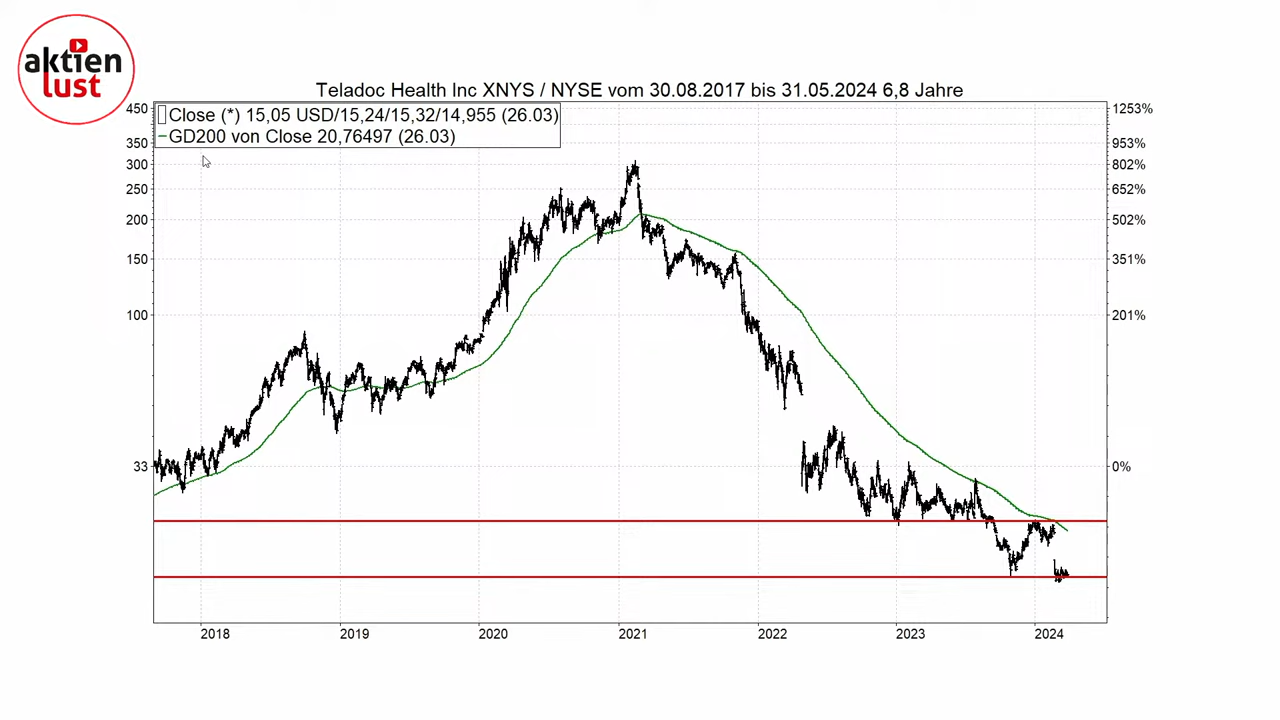 aktien
lust
Teladoc Health Inc XNYS / NYSE vom 30.08.2017 bis 31.05.2024 6,8 Jahre
Close (*) 15,05 USD/15,24/15,32/14,955 (26.03)
GD200 von Close 20,76497 (26.03)
450 1253%
350 953%
300 802%
250 652%
200 502%
150 351%
100 201%
33 0%
2018 2019 2020 2021 2022 2023 2024